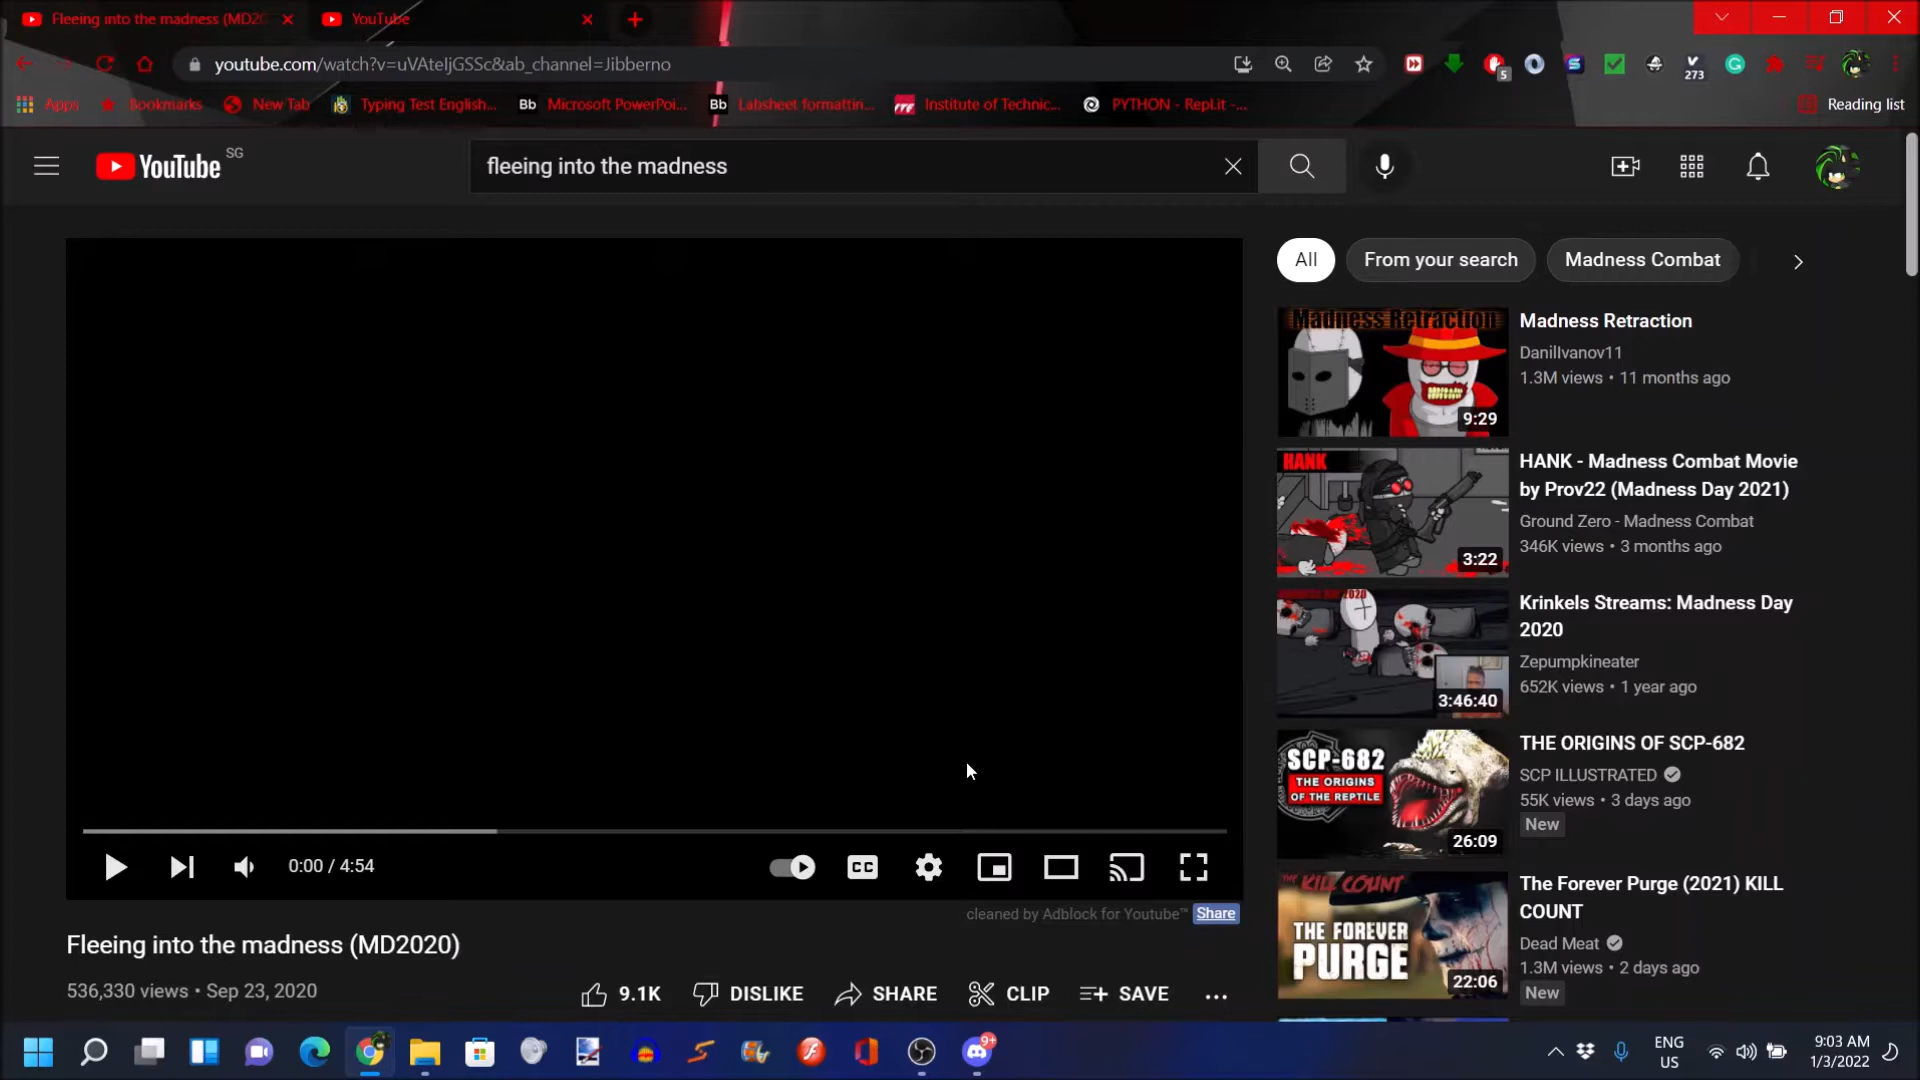 Fleeing into the madness (MD20
YouTube
youtube.com/watch?v=uVAteIjGSSc&ab_channel=Jibberno
5
273
Apps
Bookmarks
New Tab
Typing Test English...
Bb
Microsoft PowerPoi...
Bb
Labsheet formattin...
Institute of Technic...
PYTHON - RepLit -...
Reading list
YouTube
SG
fleeing into the madness
All
From your search
Madness Combat
Madness Retraction
9:29
Madness Retraction
DanilIvanov11
1.3M views • 11 months ago
HANK
3:22
HANK - Madness Combat Movie
by Prov22 (Madness Day 2021)
Ground Zero - Madness Combat
346K views • 3 months ago
3:46:40
Krinkels Streams: Madness Day
2020
Zepumpkineater
652K views • 1 year ago
SCP-682
THE ORIGINS
OF THE REPTILE
26:09
THE ORIGINS OF SCP-682
SCP ILLUSTRATED
55K views • 3 days ago
New
THE KILL COUNT
THE FOREVER
PURGE
22:06
The Forever Purge (2021) KILL
COUNT
Dead Meat
1.3M views • 2 days ago
New
0:00 / 4:54
CC
cleaned by Adblock for Youtube™
Share
Fleeing into the madness (MD2020)
536,330 views • Sep 23, 2020
9.1K
DISLIKE
SHARE
CLIP
SAVE
9+
ENG
US
9:03 AM
1/3/2022